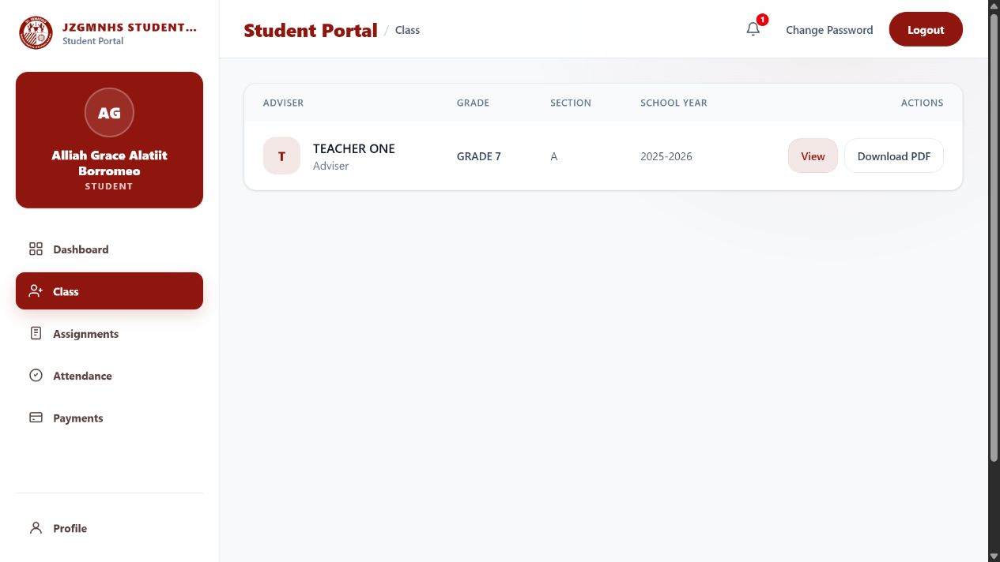 JZGMNHS STUDENT...
Student Portal
AG
Alliah Grace Alatiit
Borromeo
STUDENT
Dashboard
Class
Assignments
Attendance
Payments
Profile
Student Portal / Class
1
Change Password
Logout
ADVISER GRADE SECTION SCHOOL YEAR ACTIONS
T
TEACHER ONE
Adviser
GRADE 7 A 2025-2026 View Download PDF